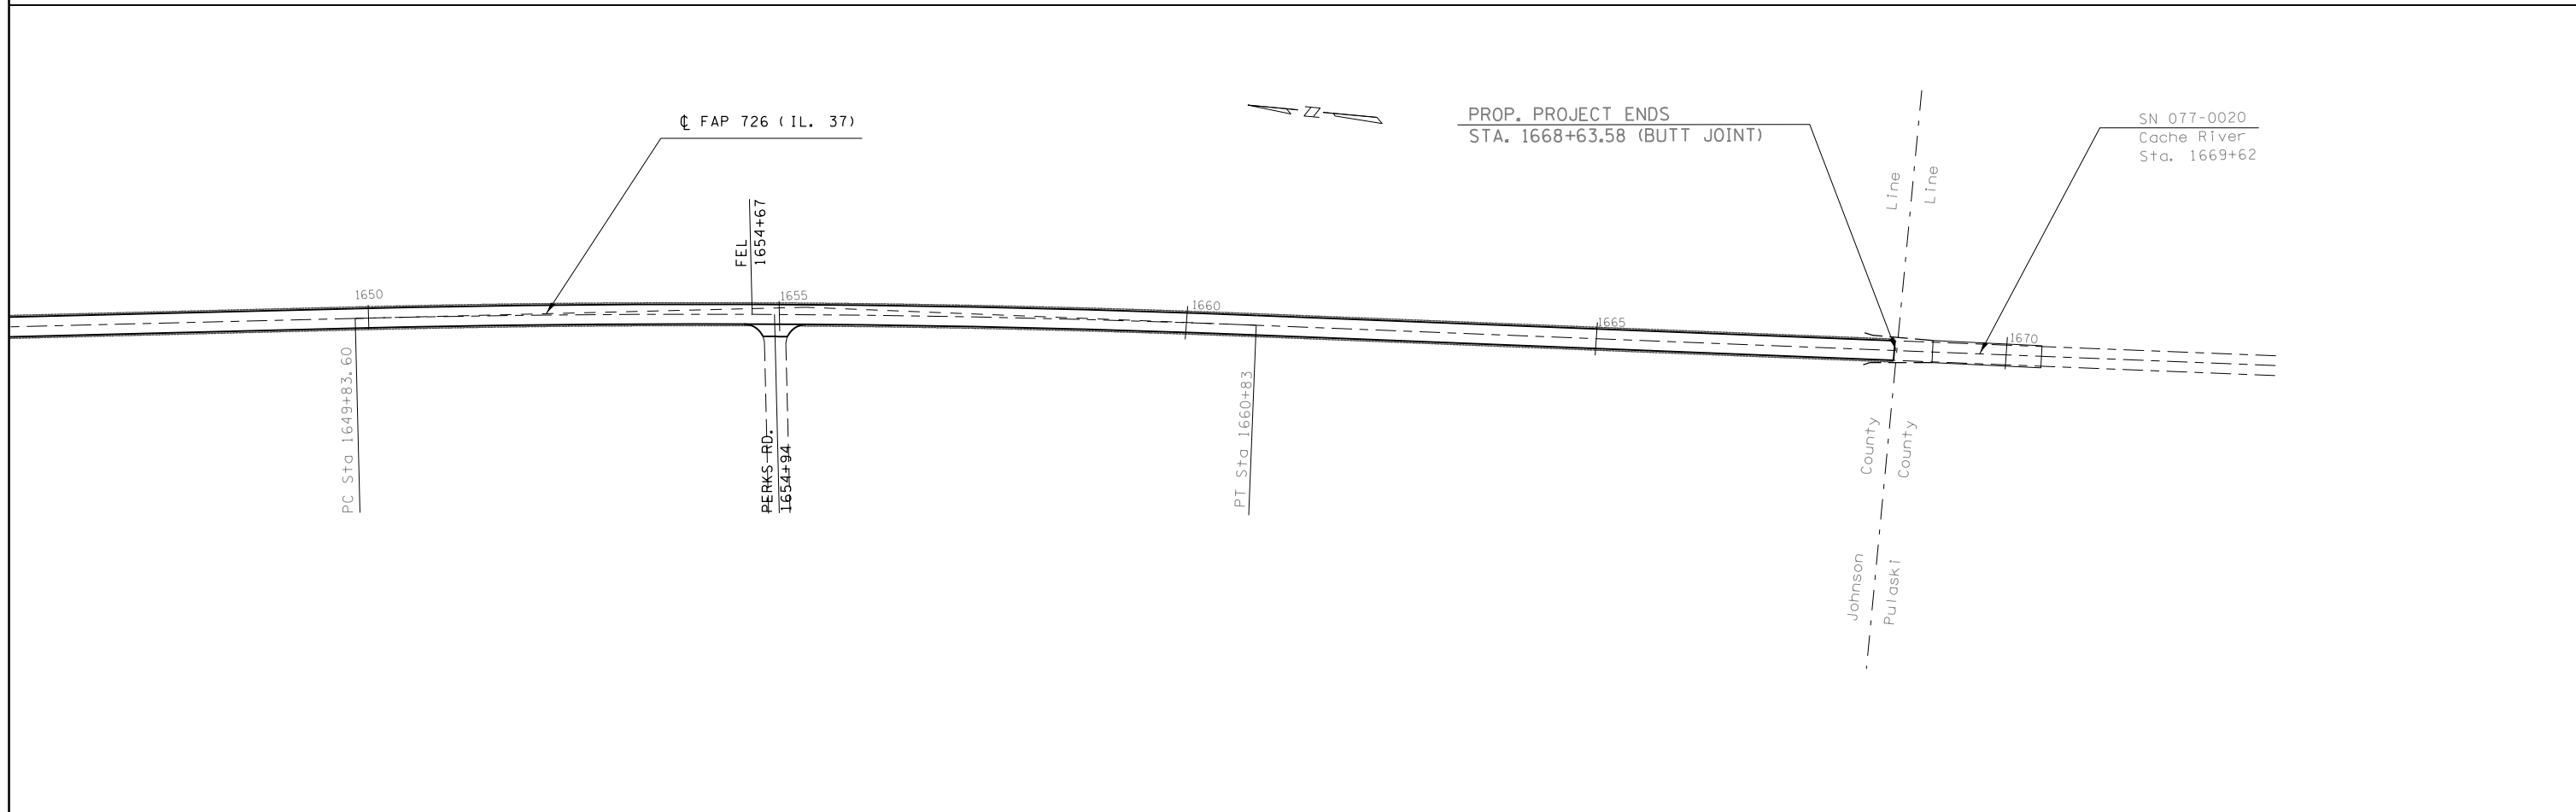 ℄ FAP 726 (IL. 37)
N
PROP. PROJECT ENDS
STA. 1668+63.58 (BUTT JOINT)
SN 077-0020
Cache River
Sta. 1669+62
Line
Line
FEL
1654+67
1650
1655
1660
1665
1670
PC Sta 1649+83.60
PERKS RD.
1654+94
PT Sta 1660+83
County
County
Johnson
Pulaski